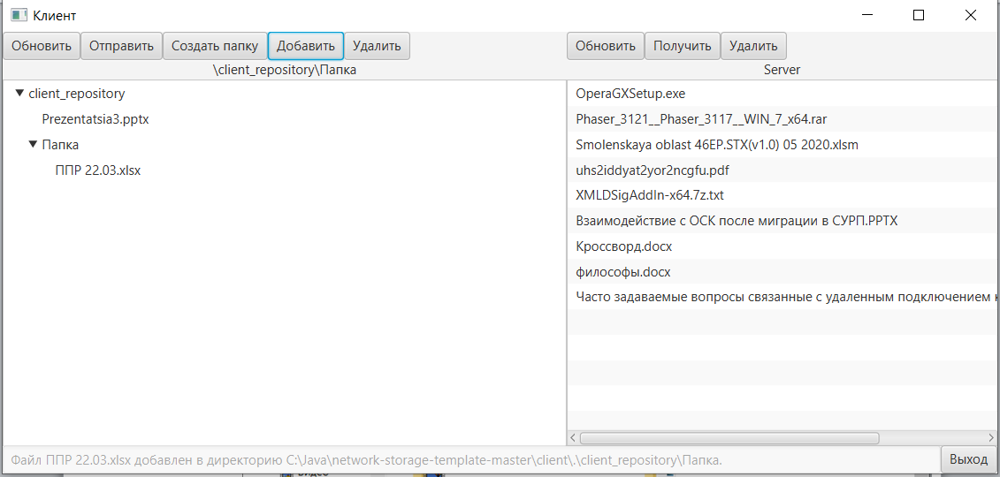 Клиент
Обновить Отправить Создать папку Добавить Удалить Обновить Получить Удалить
\client_repository\Папка Server
client_repository
Prezentatsia3.pptx
Папка
ППР 22.03.xlsx
OperaGXSetup.exe
Phaser_3121__Phaser_3117__WIN_7_x64.rar
Smolenskaya oblast 46EP.STX(v1.0) 05 2020.xlsm
uhs2iddyat2yor2ncgfu.pdf
XMLDSigAddIn-x64.7z.txt
Взаимодействие с ОСК после миграции в СУРП.PPTX
Кроссворд.docx
философы.docx
Часто задаваемые вопросы связанные с удаленным подключением
Файл ППР 22.03.xlsx добавлен в директорию C:\Java\network-storage-template-master\client\.\client_repository\Папка.
Выход